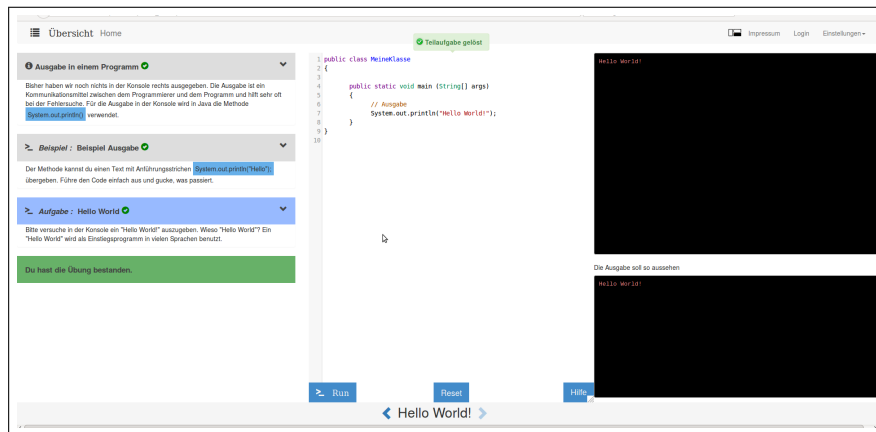 Übersicht Home
Teilaufgabe gelöst
Impressum Login Einstellungen
Ausgabe in einem Programm
Bisher haben wir noch nichts in der Konsole rechts ausgegeben. Die Ausgabe ist ein
Kommunikationsmittel zwischen dem Programmierer und dem Programm und hilft sehr oft
bei der Fehlersuche. Für die Ausgabe in der Konsole wird in Java die Methode
System.out.println() verwendet.
>_ Beispiel : Beispiel Ausgabe
Der Methode kannst du einen Text mit Anführungsstrichen System.out.println("Hello");
übergeben. Führe den Code einfach aus und gucke, was passiert.
>_ Aufgabe : Hello World
Bitte versuche in der Konsole ein "Hello World!" auszugeben. Wieso "Hello World"? Ein
"Hello World" wird als Einstiegsprogramm in vielen Sprachen benutzt.
Du hast die Übung bestanden.
1 public class MeineKlasse
2 {
3
4 public static void main (String[] args)
5 {
6 // Ausgabe
7 System.out.println("Hello World!");
8 }
9 }
10
>_ Run
Reset
Hilfe
Hello World!
Die Ausgabe soll so aussehen
Hello World!
Hello World!